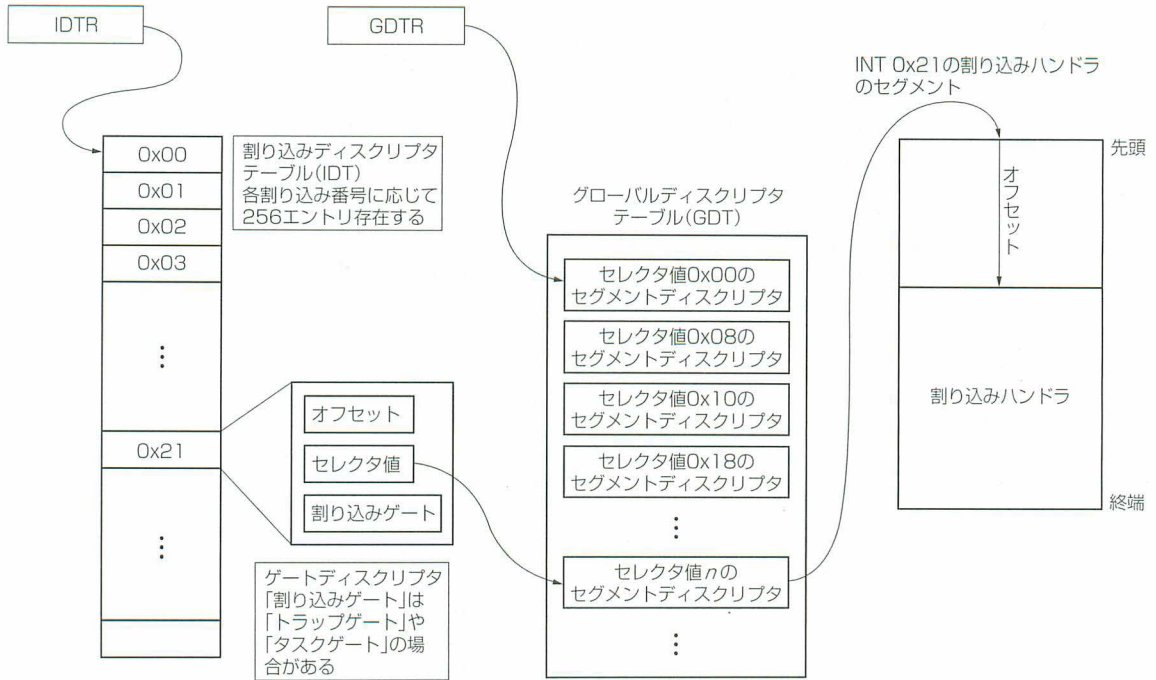 IDTR
GDTR
INT 0x21の割り込みハンドラ
のセグメント
0x00
0x01
0x02
0x03
⋮
0x21
⋮
割り込みディスクリプタ
テーブル(IDT)
各割り込み番号に応じて
256エントリ存在する
オフセット
セレクタ値
割り込みゲート
ゲートディスクリプタ
「割り込みゲート」は
「トラップゲート」や
「タスクゲート」の場
合がある
グローバルディスクリプタ
テーブル(GDT)
セレクタ値0x00の
セグメントディスクリプタ
セレクタ値0x08の
セグメントディスクリプタ
セレクタ値0x10の
セグメントディスクリプタ
セレクタ値0x18の
セグメントディスクリプタ
⋮
セレクタ値nの
セグメントディスクリプタ
⋮
先頭
オフセット
割り込みハンドラ
終端